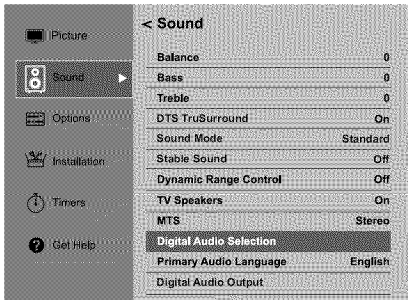 Picture
Sound
Options
Installation
Timers
Get Help
< Sound
Balance 0
Bass 0
Treble 0
DTS TruSurround On
Sound Mode Standard
Stable Sound Off
Dynamic Range Control Off
TV Speakers On
MTS Stereo
Digital Audio Selection
Primary Audio Language English
Digital Audio Output